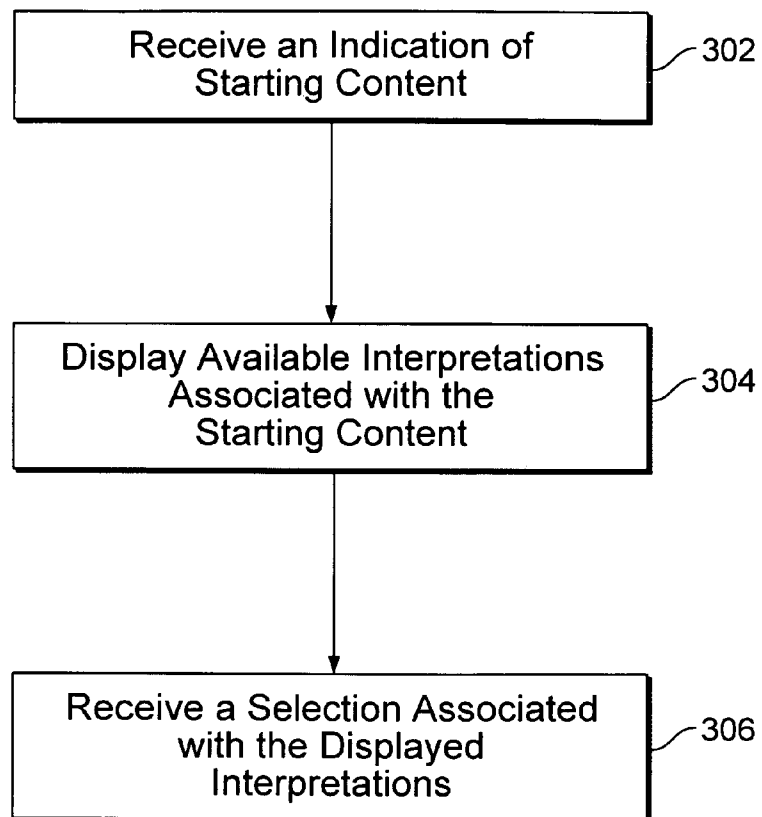 Receive an Indication of
Starting Content
302
Display Available Interpretations
Associated with the
Starting Content
304
Receive a Selection Associated
with the Displayed
Interpretations
306